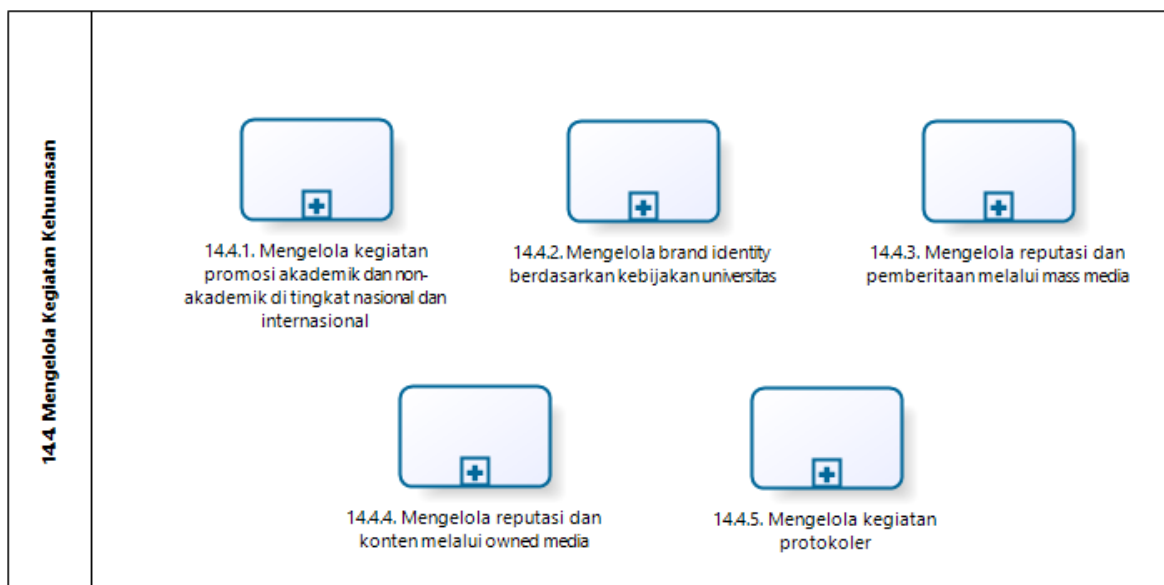 14.4. Mengelola Kegiatan Kehumasan
14.4.1. Mengelola kegiatan
promosi akademik dan non-
akademik di tingkat nasional dan
internasional
14.4.2. Mengelola brand identity
berdasarkan kebijakan universitas
14.4.3. Mengelola reputasi dan
pemberitaan melalui mass media
14.4.4. Mengelola reputasi dan
konten melalui owned media
14.4.5. Mengelola kegiatan
protokoler